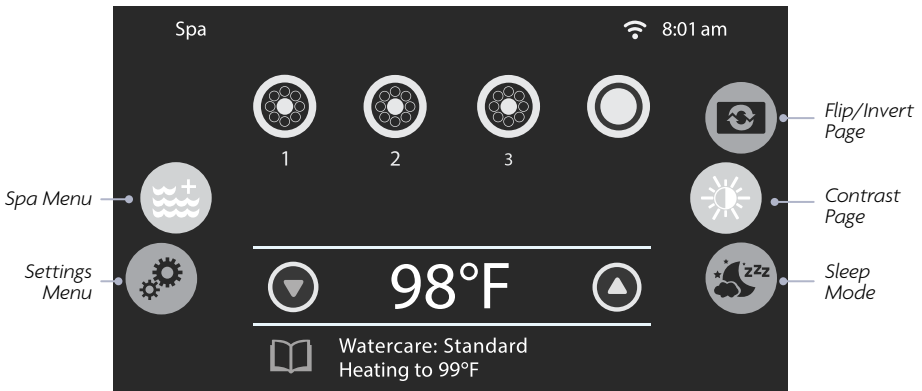 Spa
8:01 am
1
2
3
Flip/Invert
Page
Spa Menu
Contrast
Page
Settings
Menu
98°F
zzz
Sleep
Mode
Watercare: Standard
Heating to 99°F